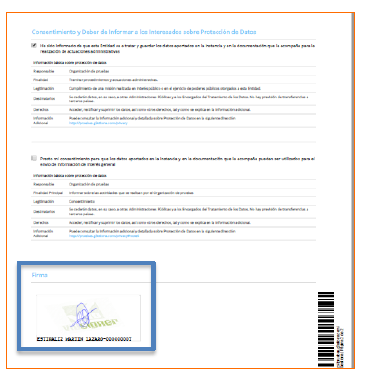 Consentimiento y Deber de Informar a los Interesados sobre Protección de Datos
He sido informado de que esta Entidad va a tratar y guardar los datos aportados en la instancia y en la documentación que la acompaña para la
realización de actuaciones administrativas
Información básica sobre protección de datos
Responsable Organización de pruebas
Finalidad Tramitar procedimientos y actuaciones administrativas.
Legitimación Cumplimiento de una misión realizada en interés público o en el ejercicio de poderes públicos otorgados a esta Entidad.
Destinatarios Se cederán datos, en su caso, a otras Administraciones Públicas y a los Encargados del Tratamiento de los Datos. No hay previsión de transferencias a
terceros países.
Derechos Acceder, rectificar y suprimir los datos, así como otros derechos, tal y como se explica en la información adicional.
Información Adicional Puede consultar la información adicional y detallada sobre Protección de Datos en la siguiente dirección
Presto mi consentimiento para que los datos aportados en la instancia y en la documentación que la acompaña puedan ser utilizados para el
envío de información de interés general
Información básica sobre protección de datos
Responsable Organización de pruebas
Finalidad Principal Informar sobre las actividades que se realizan por el/la Organización de pruebas
Legitimación Consentimiento
Destinatarios Se cederán datos, en su caso, a otras Administraciones Públicas y a los Encargados del Tratamiento de los Datos. No hay previsión de transferencias a
terceros países.
Derechos Acceder, rectificar y suprimir los datos, así como otros derechos, tal y como se explica en la información adicional.
Información Adicional Puede consultar la información adicional y detallada sobre Protección de Datos en la siguiente dirección
Firma
ESTIBALIZ MARTIN LAZARO-00000000T